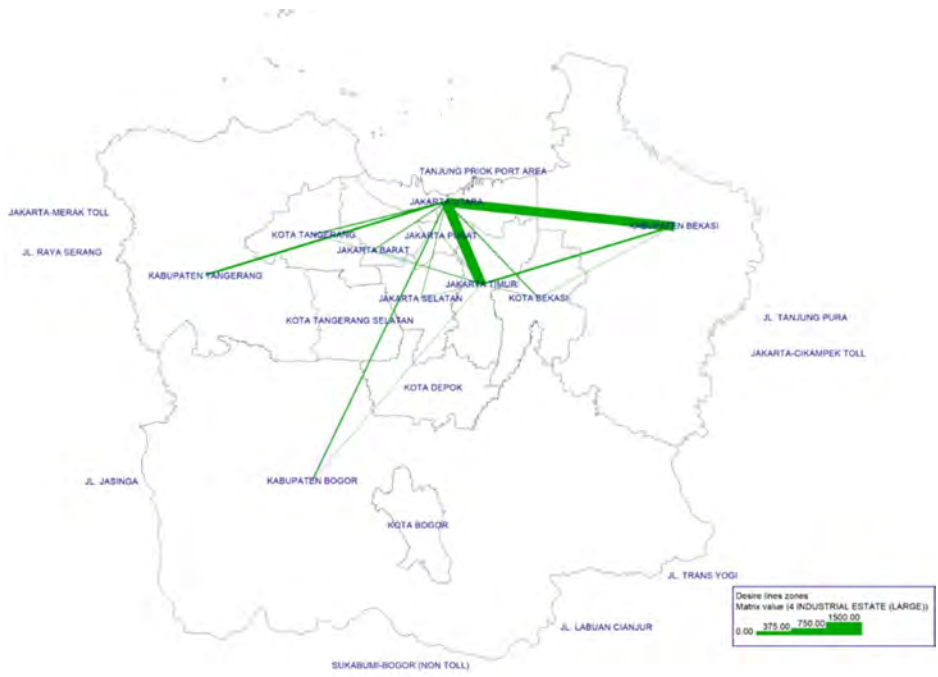 TANJUNG PRIOK PORT AREA
JAKARTA UTARA
JAKARTA-MERAK TOLL
KABUPATEN BEKASI
KOTA TANGERANG
JAKARTA PUSAT
JAKARTA BARAT
JL. RAYA SERANG
KABUPATEN TANGERANG
JAKARTA TIMUR
JAKARTA SELATAN
KOTA BEKASI
KOTA TANGERANG SELATAN
JL. TANJUNG PURA
JAKARTA-CIKAMPEK TOLL
KOTA DEPOK
JL. JASINGA
KABUPATEN BOGOR
KOTA BOGOR
JL. TRANS YOGI
JL. LABUAN CIANJUR
SUKABUMI-BOGOR (NON TOLL)
Desire lines zones
Matrix value (4 INDUSTRIAL ESTATE (LARGE))
0.00 375.00 750.00 1500.00